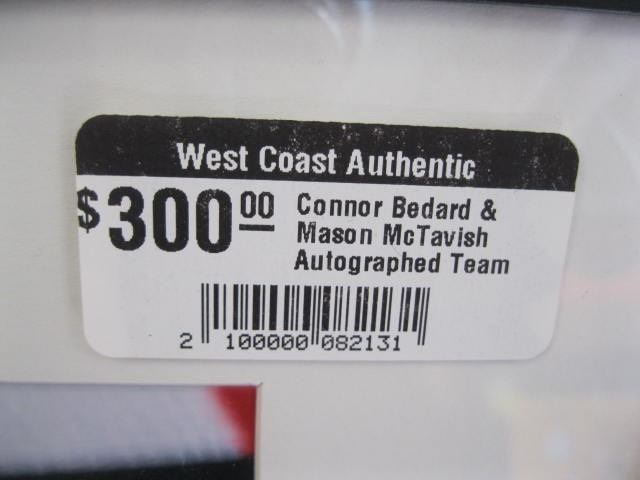 West Coast Authentic
$300.00
Connor Bedard &
Mason McTavish
Autographed Team
2 100000 082131